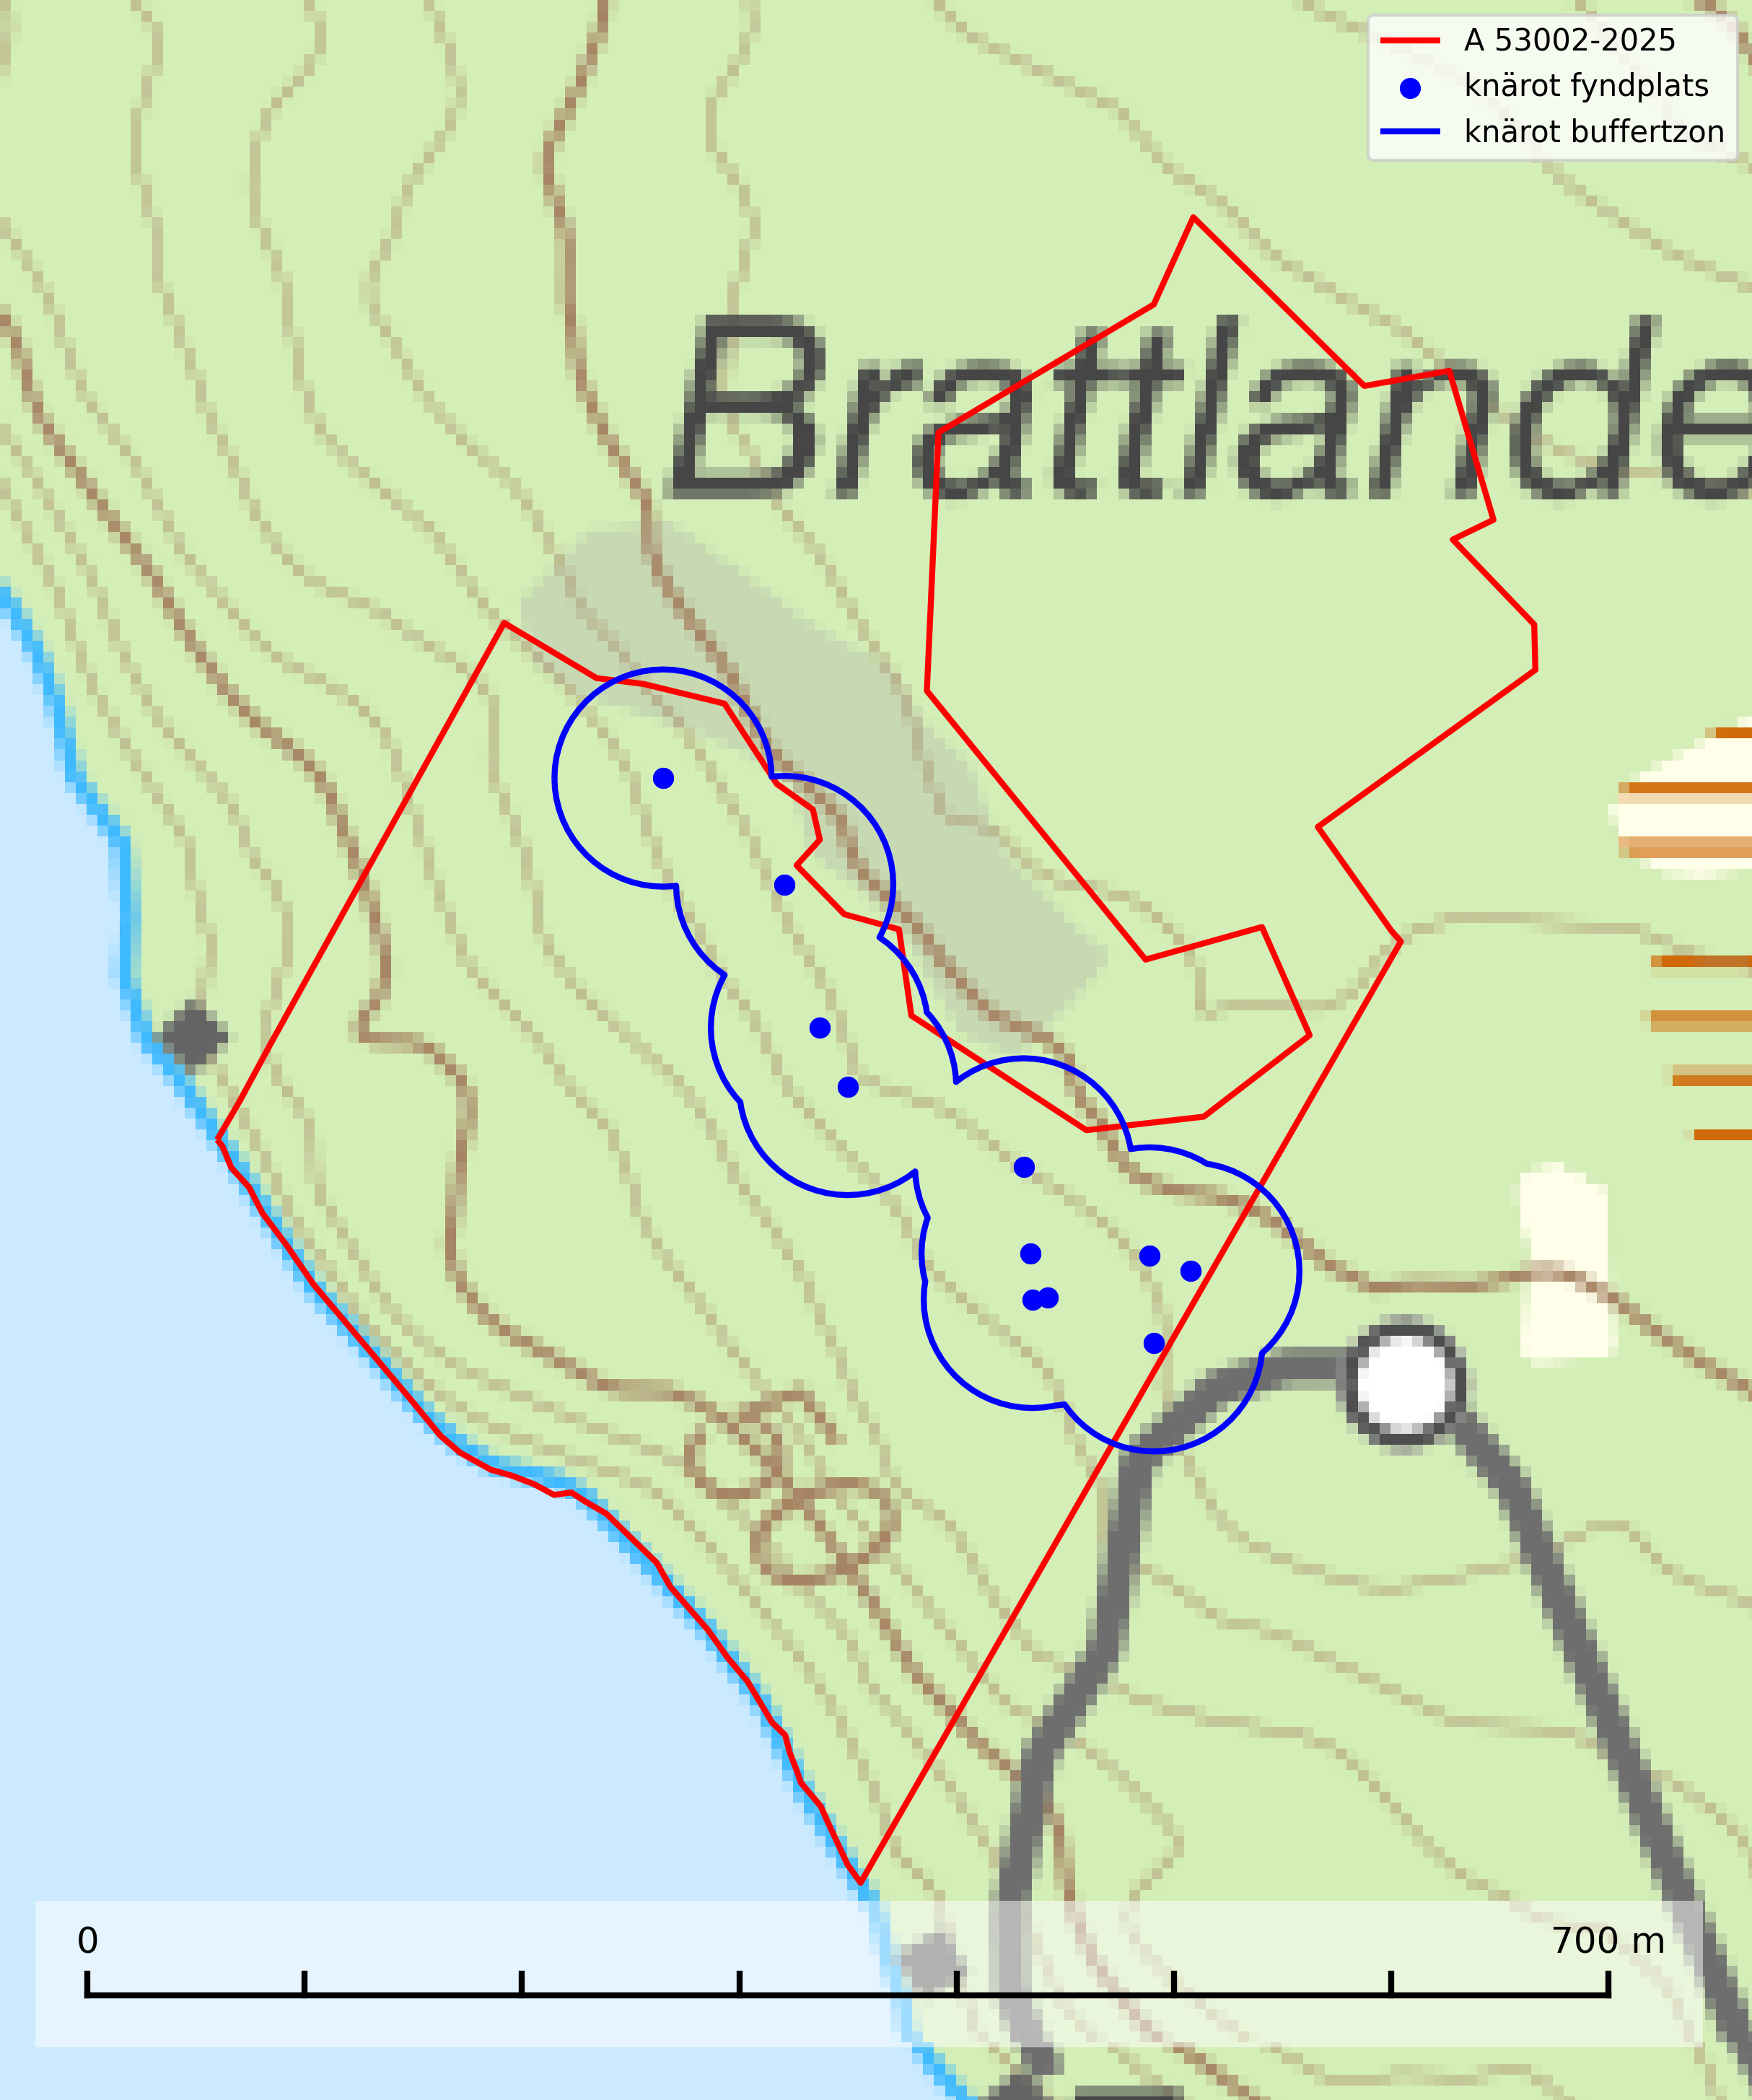 A 53002-2025
knärot fyndplats
knärot buffertzon
Brattlande
0
700 m